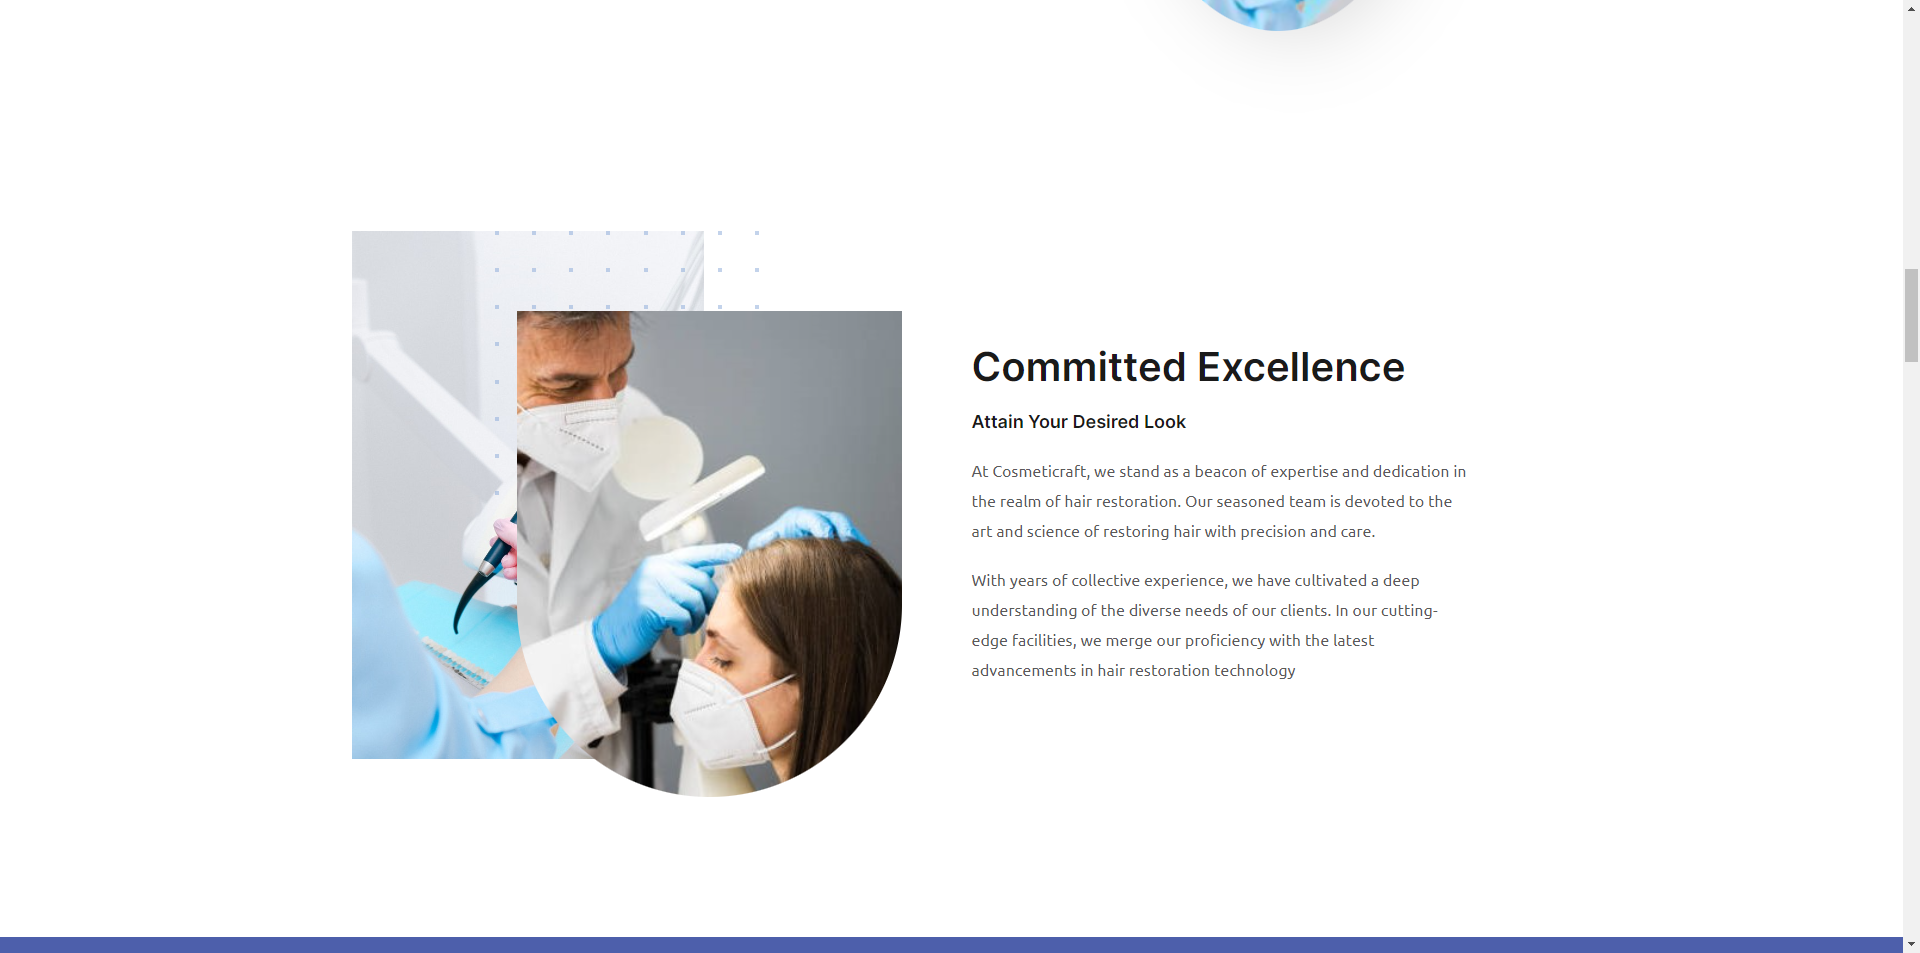 Committed Excellence
Attain Your Desired Look
At Cosmeticraft, we stand as a beacon of expertise and dedication in
the realm of hair restoration. Our seasoned team is devoted to the
art and science of restoring hair with precision and care.
With years of collective experience, we have cultivated a deep
understanding of the diverse needs of our clients. In our cutting-
edge facilities, we merge our proficiency with the latest
advancements in hair restoration technology